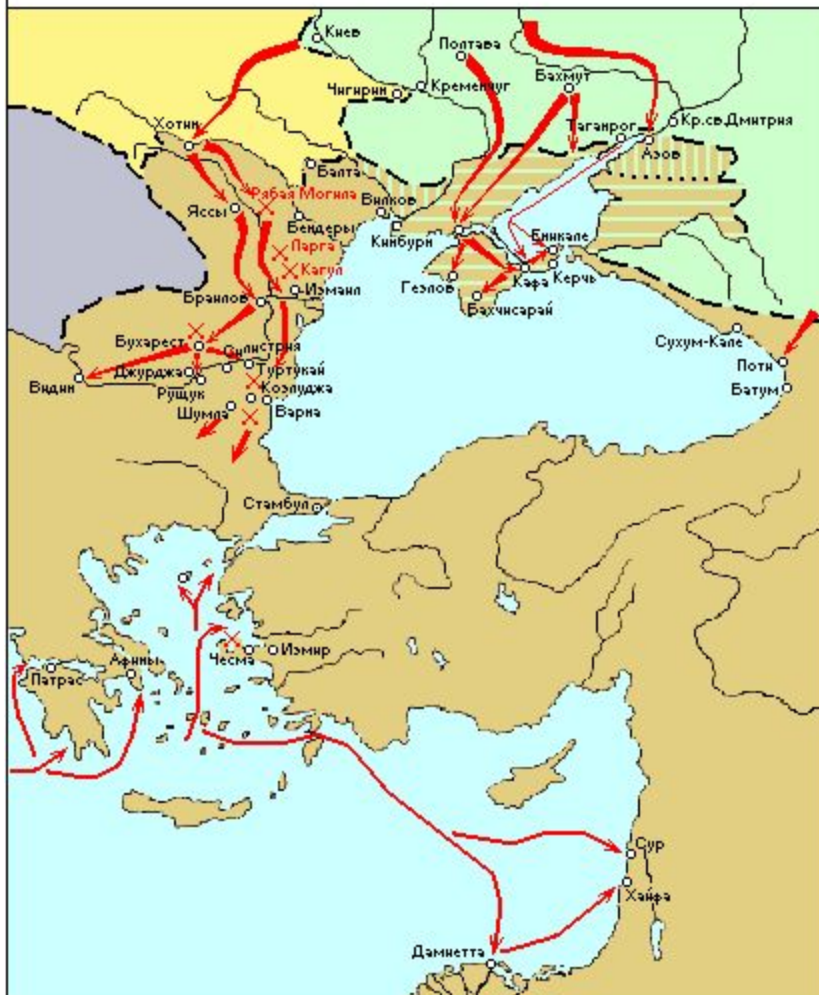 Киев
Полтава
Бахмут
Чигирин
Кременчуг
Хотин
Таганрог
Кр.св.Дмитрия
Азов
Балта
Рябая Могила
Вилков
Яссы
Бендеры
Кинбурн
Ларга
Еникале
Кагул
Измаил
Гезлов
Кафа
Керчь
Браилов
Бахчисарай
Бухарест
Силистрия
Сухум-Кале
Джурджа
Туртукай
Поти
Видин
Рущук
Козлуджа
Батум
Шумла
Варна
Стамбул
Чесма
Измир
Афины
Патрас
Сур
Хайфа
Дамиетта